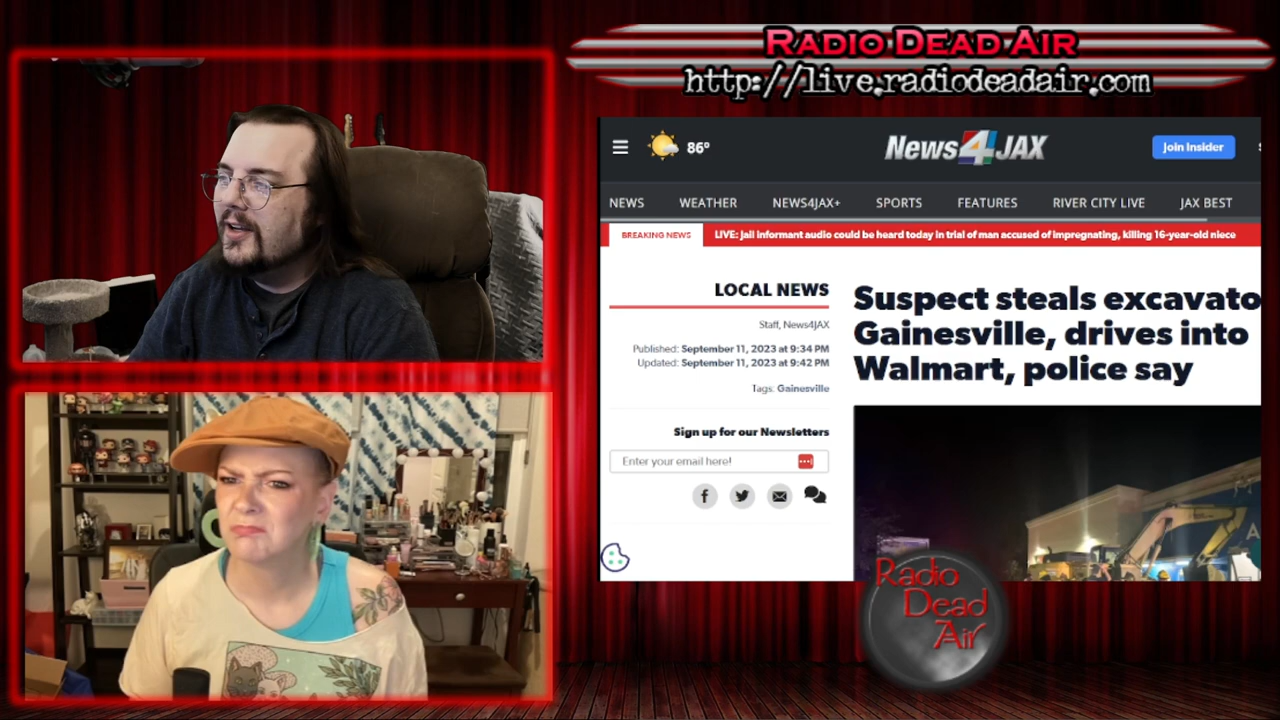 Radio Dead Air
http://live.radiodeadair.com
86°
News4JAX
Join Insider
NEWS
WEATHER
NEWS4JAX+
SPORTS
FEATURES
RIVER CITY LIVE
JAX BEST
BREAKING NEWS
LIVE: Jail informant audio could be heard today in trial of man accused of impregnating, killing 16-year-old niece
LOCAL NEWS
Staff, News4JAX
Published: September 11, 2023 at 9:34 PM
Updated: September 11, 2023 at 9:42 PM
Tags: Gainesville
Sign up for our Newsletters
Enter your email here!
Suspect steals excavato
Gainesville, drives into
Walmart, police say
Radio
Dead
Air